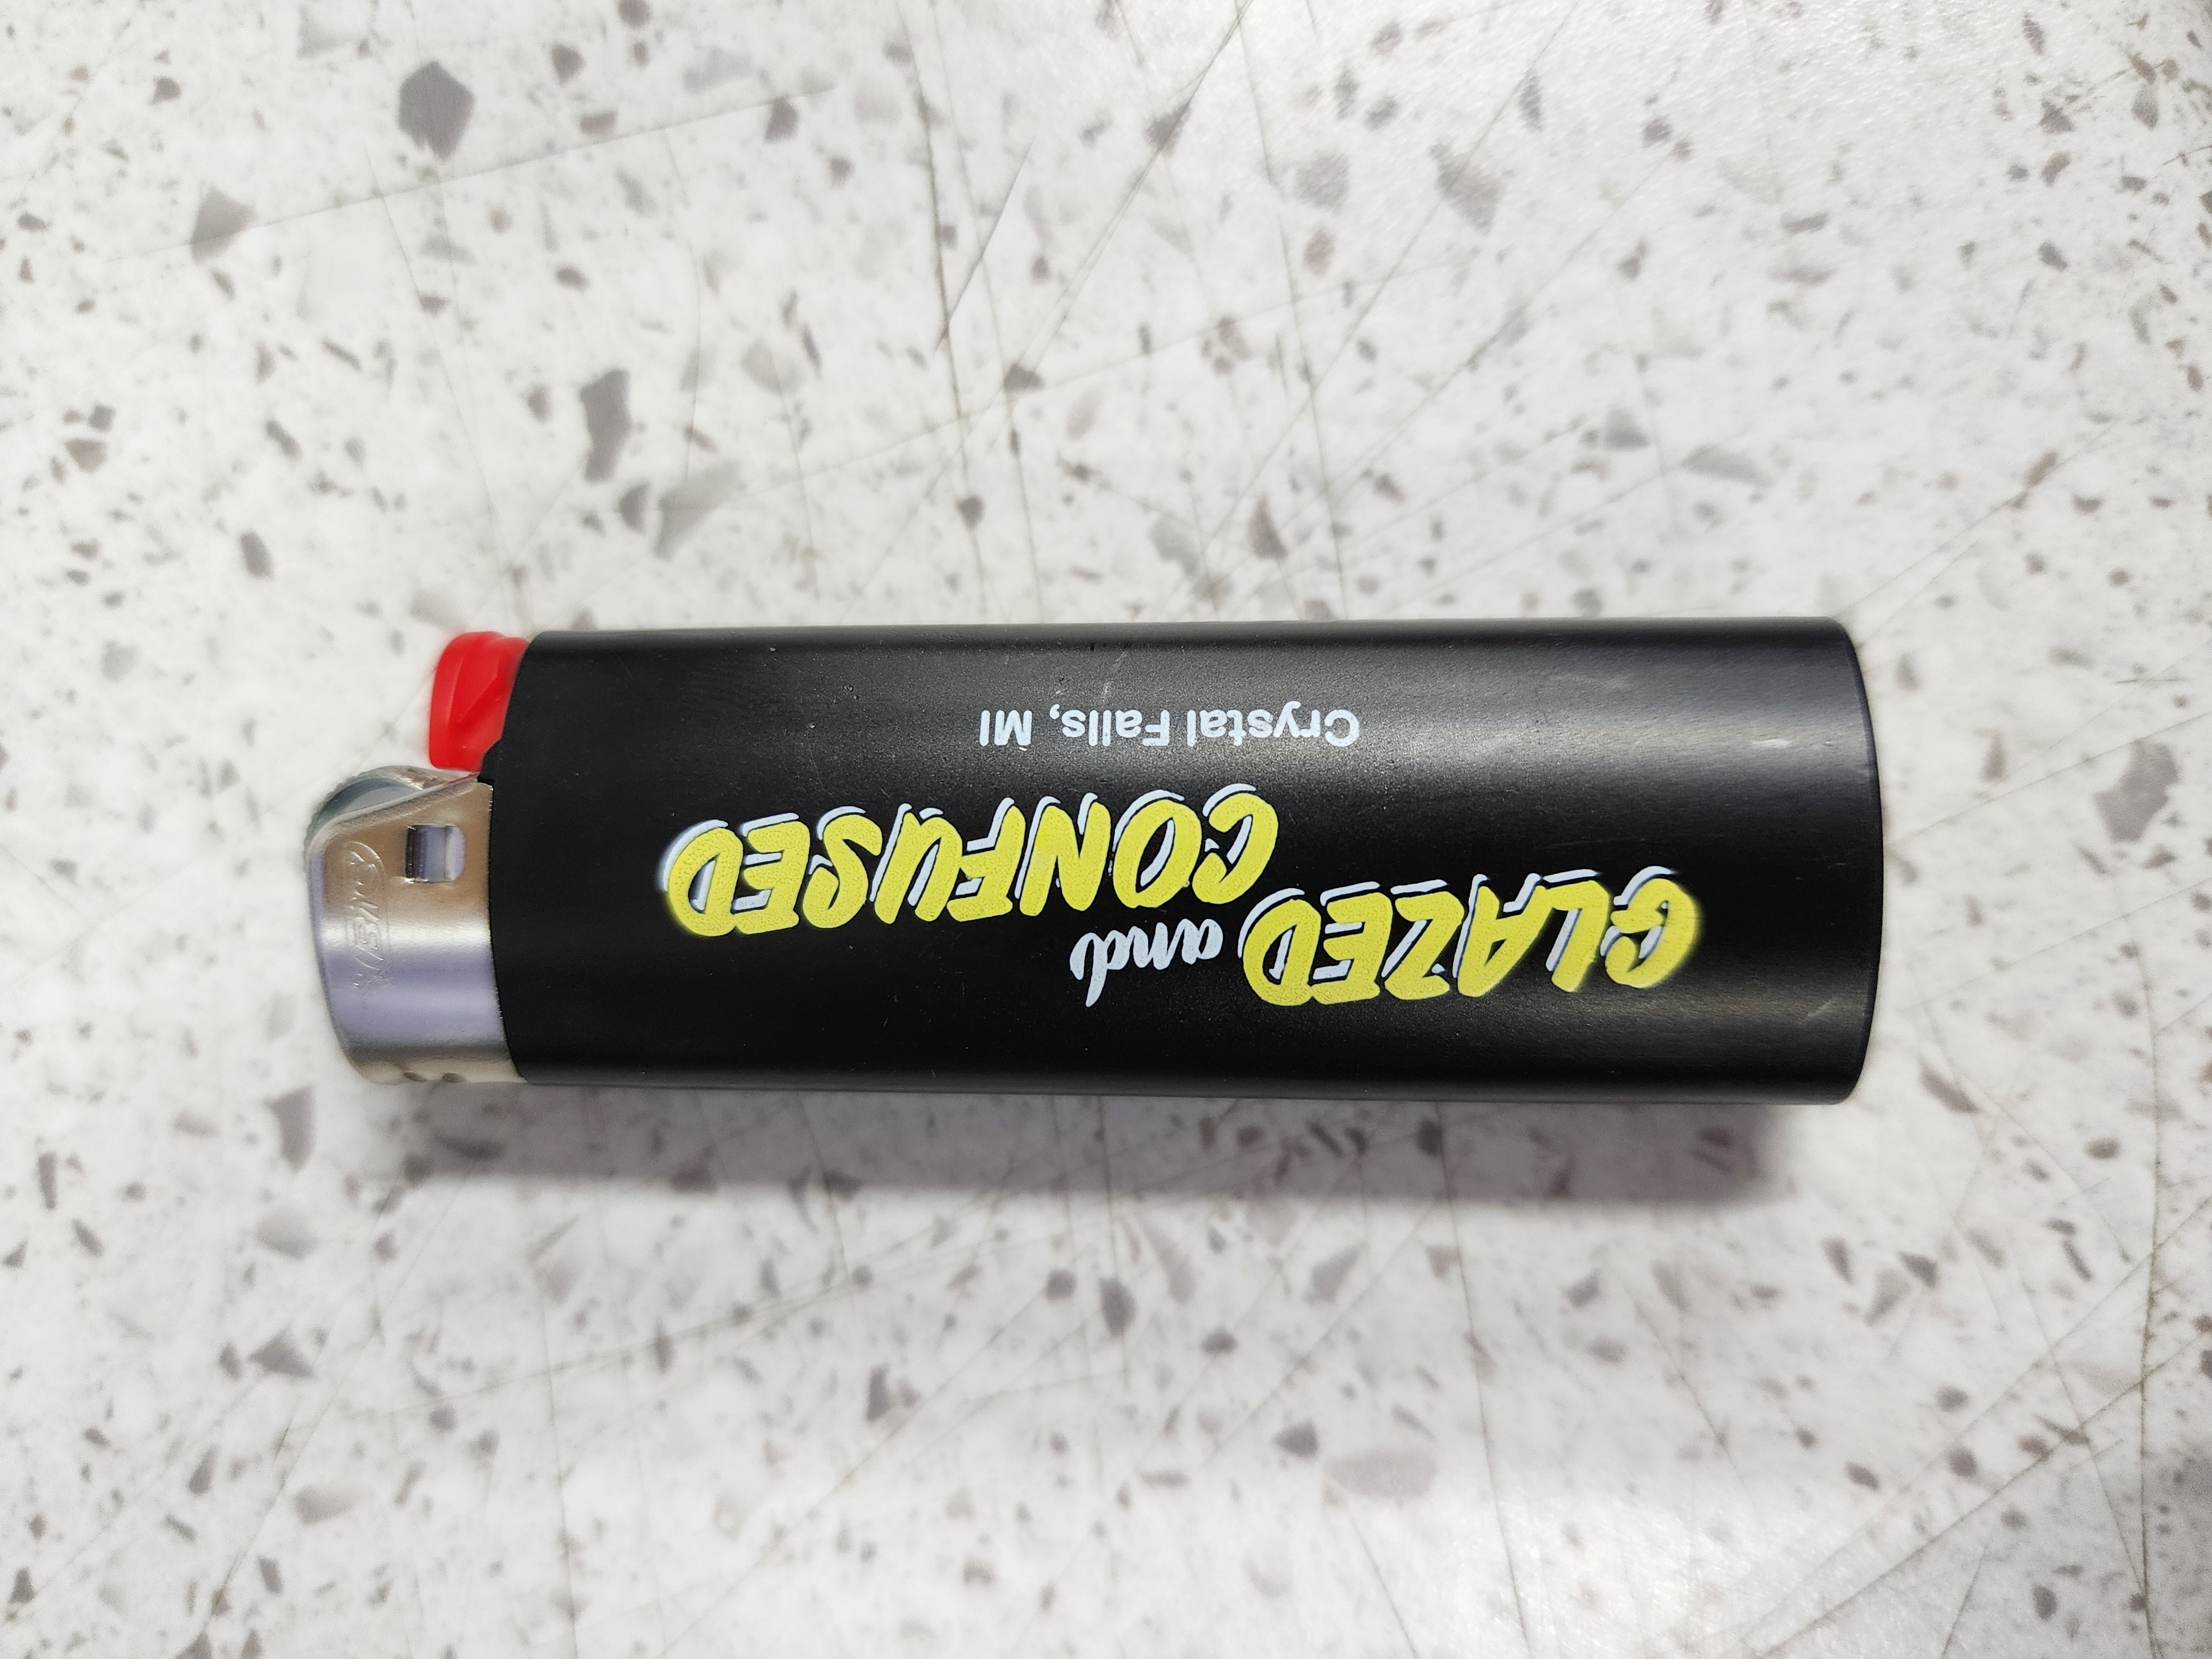 GLAZED and
CONFUSED
Crystal Falls, MI